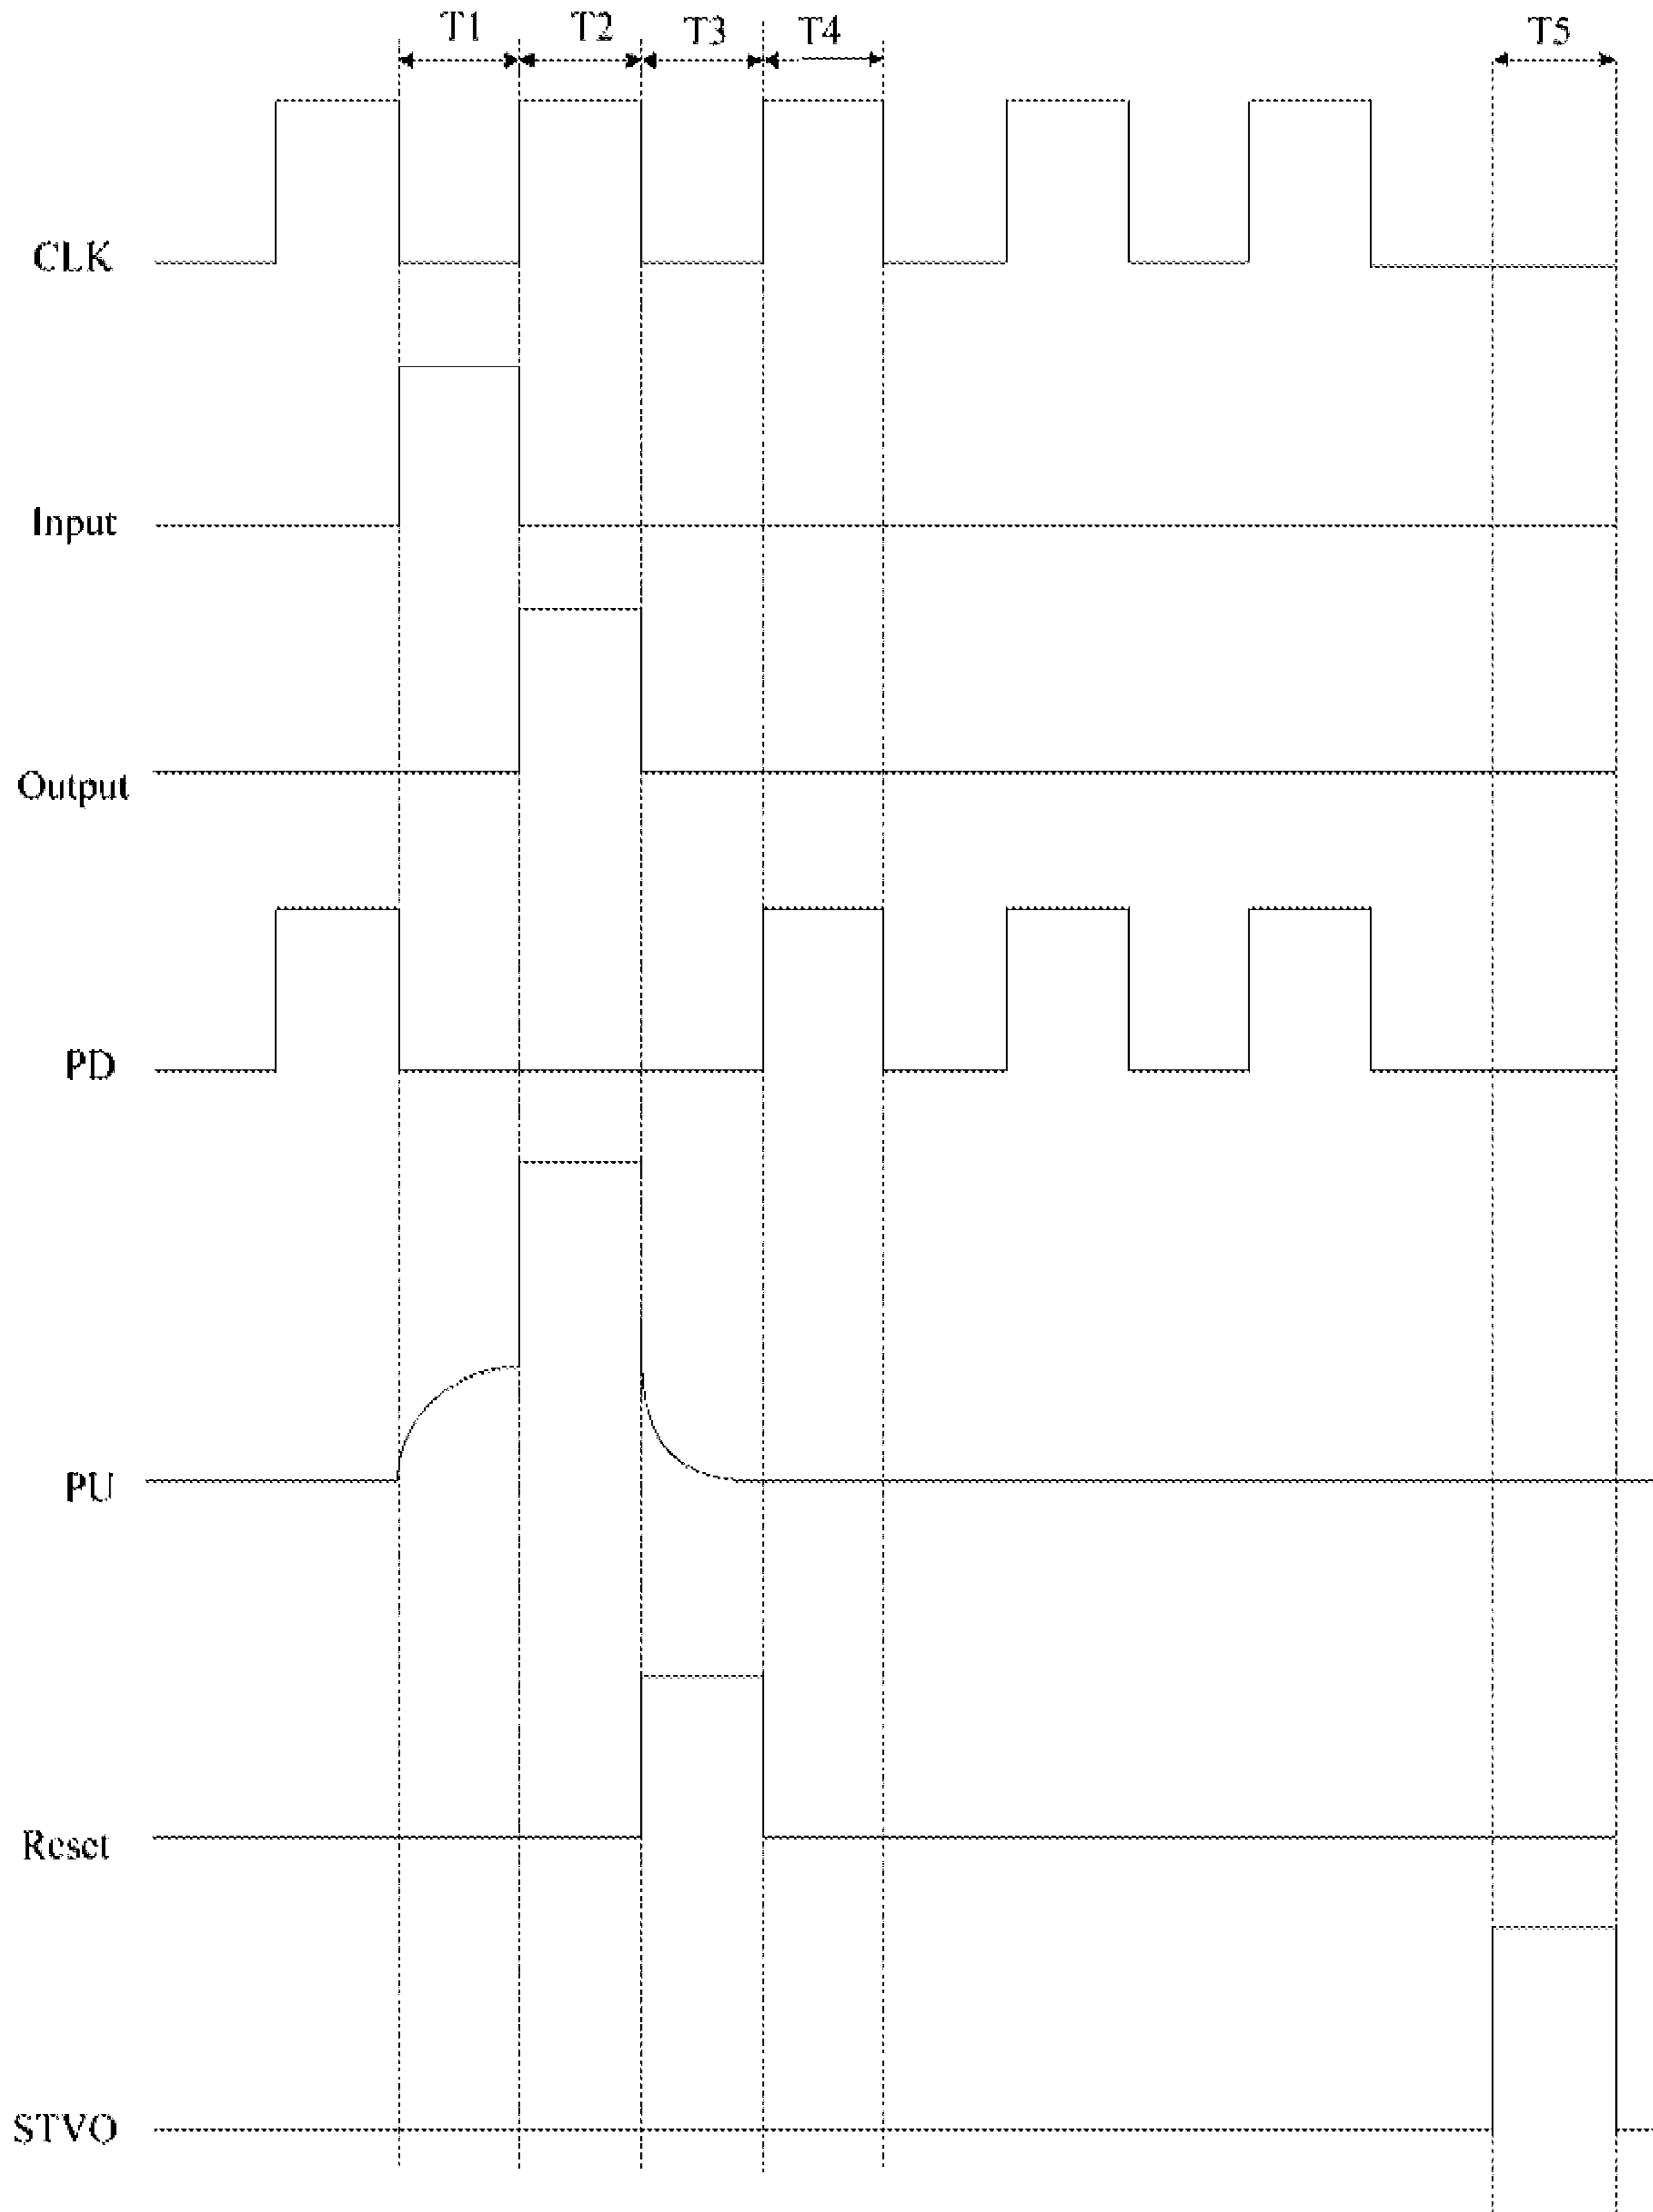 T1 T2 T3 T4 T5
CLK
Input
Output
PD
PU
Reset
STVO